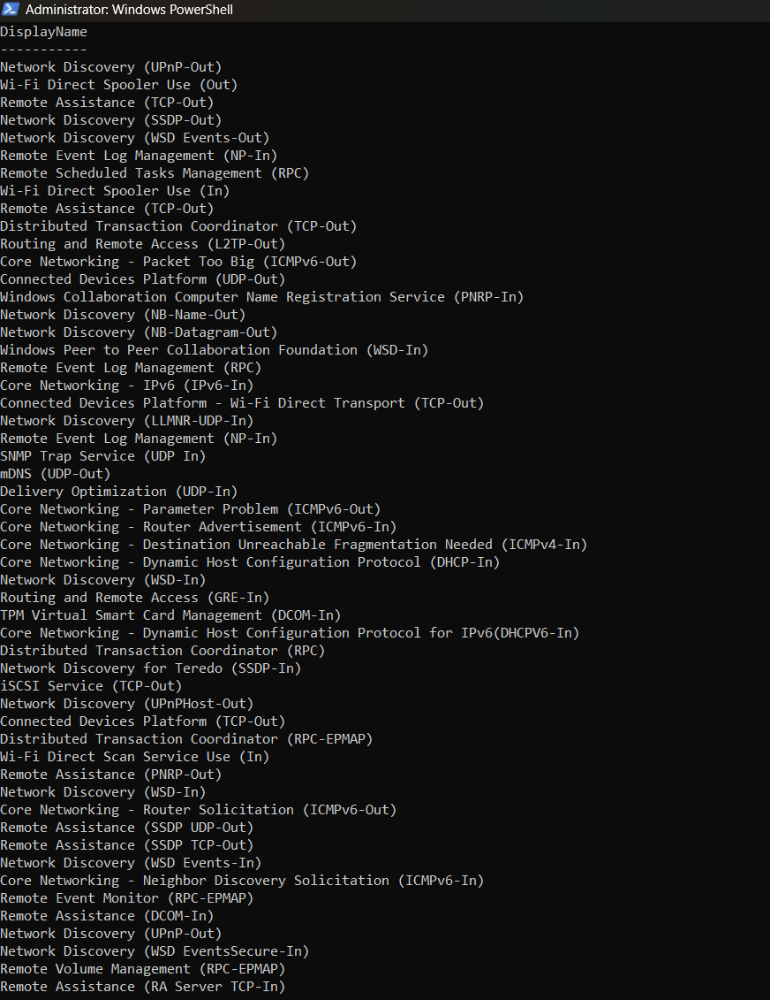 Administrator: Windows PowerShell
DisplayName
-----------
Network Discovery (UPnP-Out)
Wi-Fi Direct Spooler Use (Out)
Remote Assistance (TCP-Out)
Network Discovery (SSDP-Out)
Network Discovery (WSD Events-Out)
Remote Event Log Management (NP-In)
Remote Scheduled Tasks Management (RPC)
Wi-Fi Direct Spooler Use (In)
Remote Assistance (TCP-Out)
Distributed Transaction Coordinator (TCP-Out)
Routing and Remote Access (L2TP-Out)
Core Networking - Packet Too Big (ICMPv6-Out)
Connected Devices Platform (UDP-Out)
Windows Collaboration Computer Name Registration Service (PNRP-In)
Network Discovery (NB-Name-Out)
Network Discovery (NB-Datagram-Out)
Windows Peer to Peer Collaboration Foundation (WSD-In)
Remote Event Log Management (RPC)
Core Networking - IPv6 (IPv6-In)
Connected Devices Platform - Wi-Fi Direct Transport (TCP-Out)
Network Discovery (LLMNR-UDP-In)
Remote Event Log Management (NP-In)
SNMP Trap Service (UDP In)
mDNS (UDP-Out)
Delivery Optimization (UDP-In)
Core Networking - Parameter Problem (ICMPv6-Out)
Core Networking - Router Advertisement (ICMPv6-In)
Core Networking - Destination Unreachable Fragmentation Needed (ICMPv4-In)
Core Networking - Dynamic Host Configuration Protocol (DHCP-In)
Network Discovery (WSD-In)
Routing and Remote Access (GRE-In)
TPM Virtual Smart Card Management (DCOM-In)
Core Networking - Dynamic Host Configuration Protocol for IPv6(DHCPV6-In)
Distributed Transaction Coordinator (RPC)
Network Discovery for Teredo (SSDP-In)
iSCSI Service (TCP-Out)
Network Discovery (UPnPHost-Out)
Connected Devices Platform (TCP-Out)
Distributed Transaction Coordinator (RPC-EPMAP)
Wi-Fi Direct Scan Service Use (In)
Remote Assistance (PNRP-Out)
Network Discovery (WSD-In)
Core Networking - Router Solicitation (ICMPv6-Out)
Remote Assistance (SSDP UDP-Out)
Remote Assistance (SSDP TCP-Out)
Network Discovery (WSD Events-In)
Core Networking - Neighbor Discovery Solicitation (ICMPv6-In)
Remote Event Monitor (RPC-EPMAP)
Remote Assistance (DCOM-In)
Network Discovery (UPnP-Out)
Network Discovery (WSD EventsSecure-In)
Remote Volume Management (RPC-EPMAP)
Remote Assistance (RA Server TCP-In)